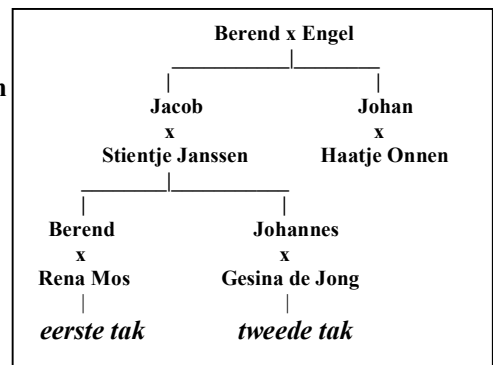 Berend x Engel
n
Jacob Johan
x x
Stientje Janssen Haatje Onnen
Berend Johannes
x x
Rena Mos Gesina de Jong
eerste tak tweede tak